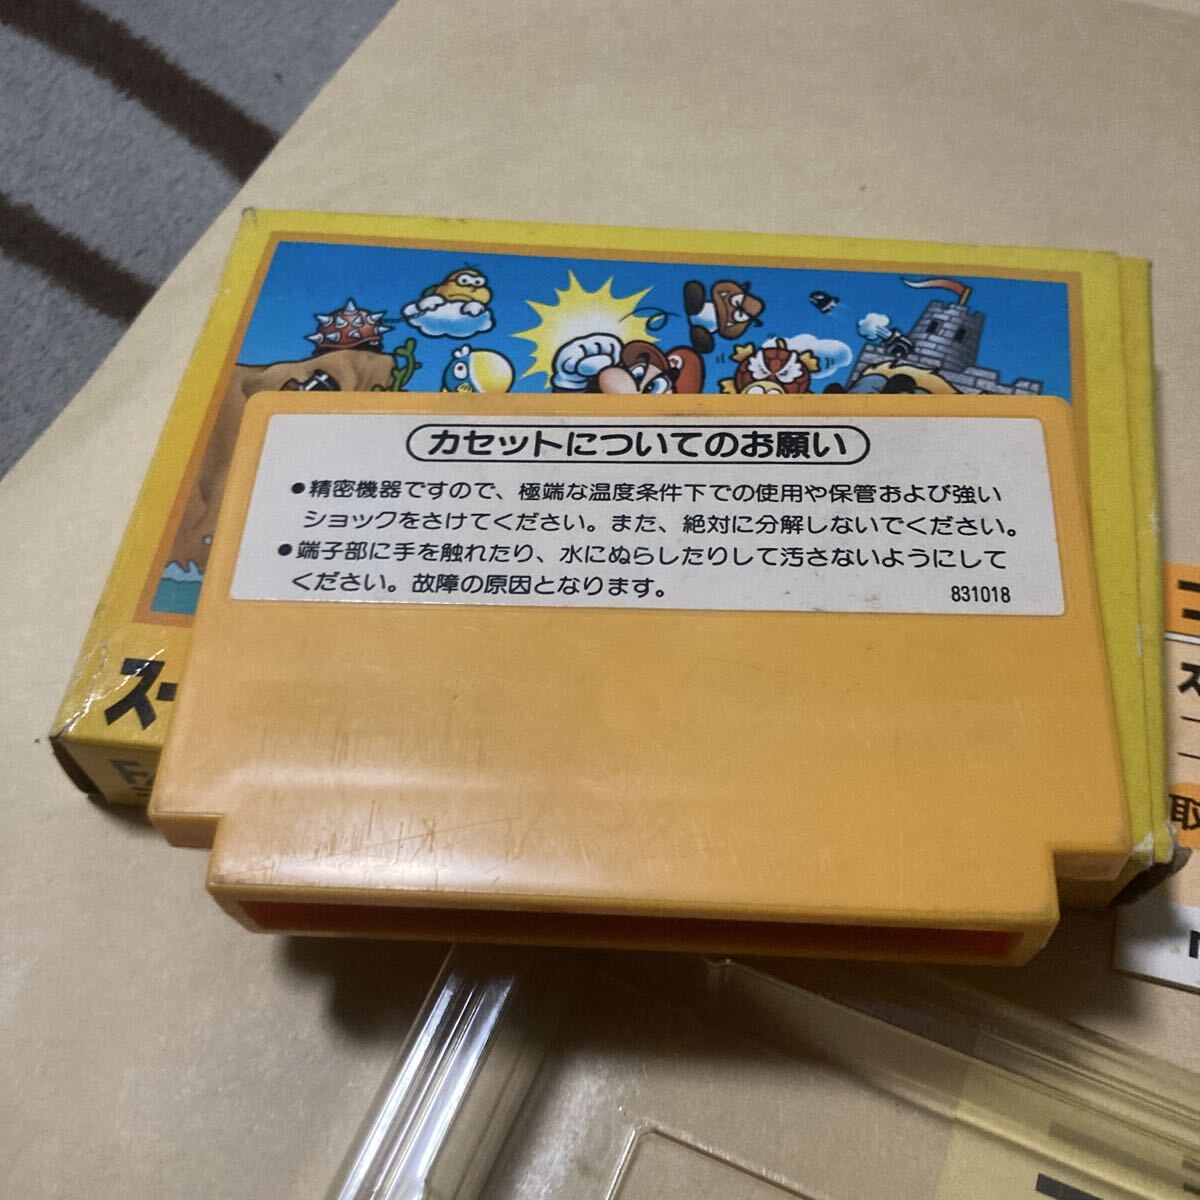 カセットについてのお願い
●精密機器ですので、極端な温度条件下での使用や保管および強い
ショックをさけてください。また、絶対に分解しないでください。
●端子部に手を触れたり、水にぬらしたりして汚さないようにして
ください。故障の原因となります。
831018
スー
取